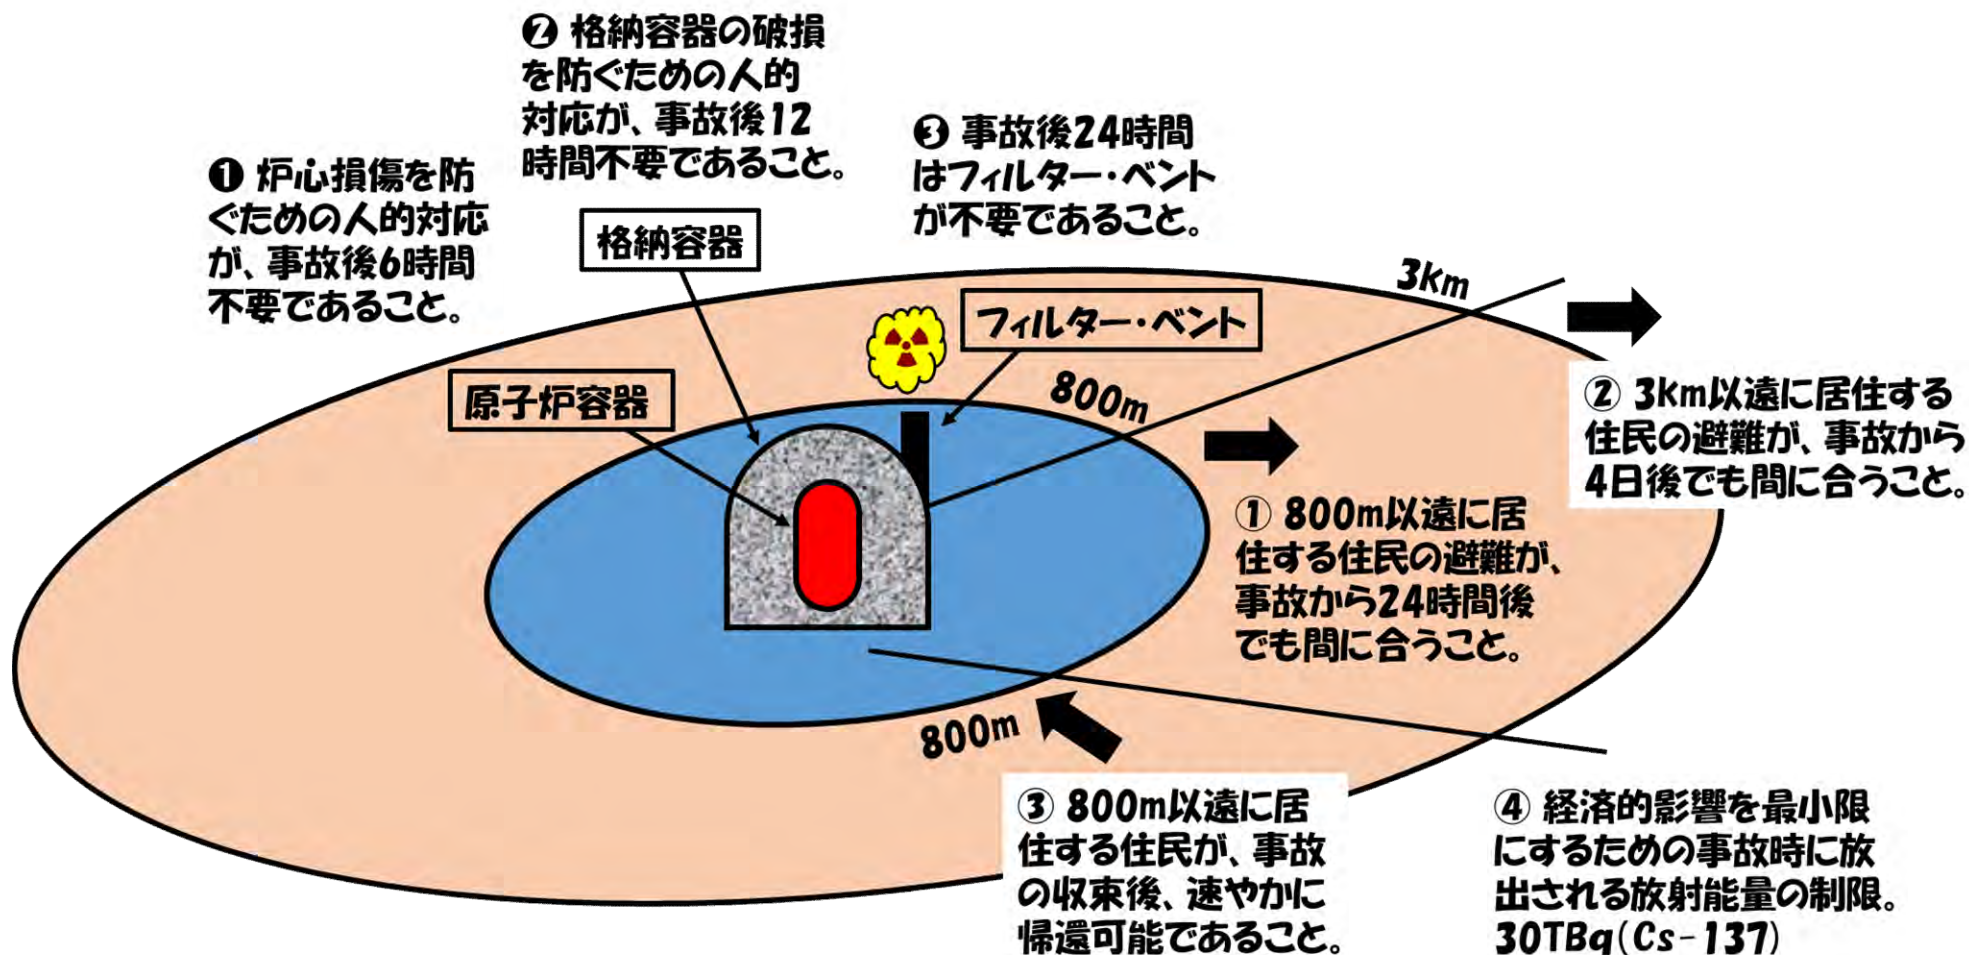 ❶ 炉心損傷を防
ぐための人的対応
が、事故後6時間
不要であること。
❷ 格納容器の破損
を防ぐための人的
対応が、事故後12
時間不要であること。
❸ 事故後24時間
はフィルター・ベント
が不要であること。
格納容器
フィルター・ベント
原子炉容器
3km
800m
② 3km以遠に居住する
住民の避難が、事故から
4日後でも間に合うこと。
① 800m以遠に居
住する住民の避難が、
事故から24時間後
でも間に合うこと。
800m
③ 800m以遠に居
住する住民が、事故
の収束後、速やかに
帰還可能であること。
④ 経済的影響を最小限
にするための事故時に放
出される放射能量の制限。
30TBq(Cs-137)